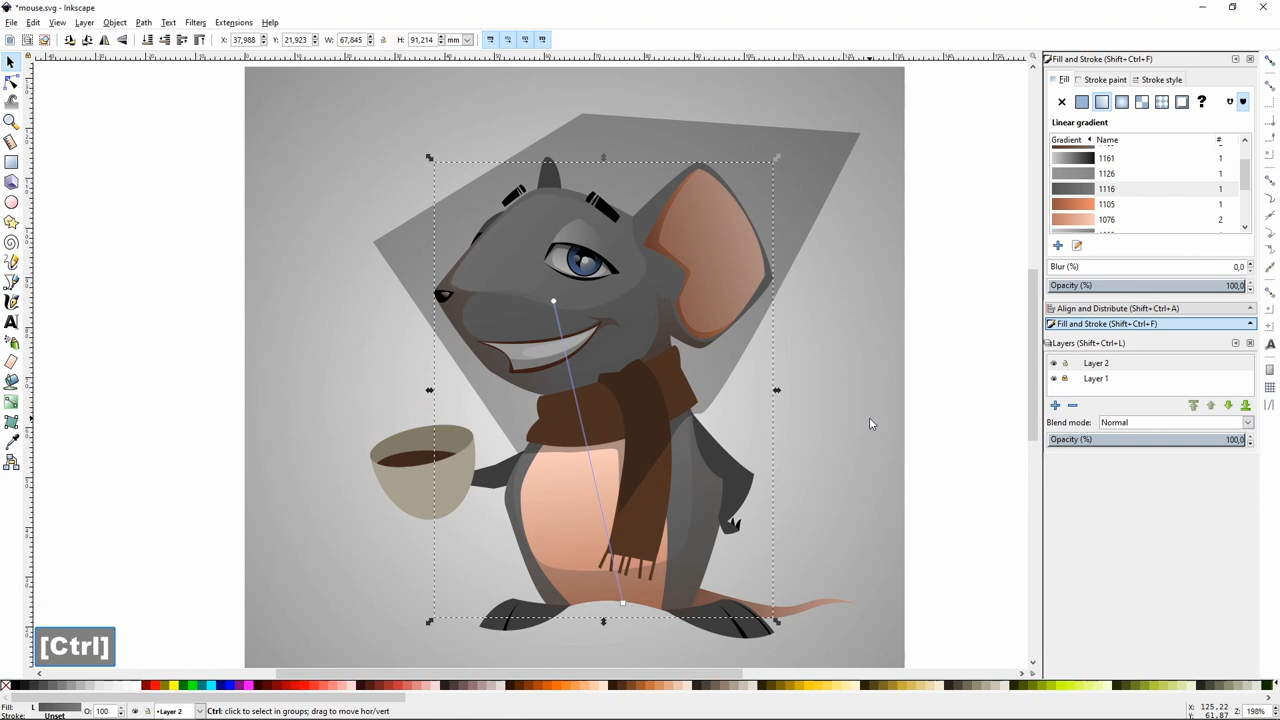 *mouse.svg - Inkscape
File Edit View Layer Object Path Text Filters Extensions Help
X: 37,988 Y: 21,923 W: 67,845 H: 91,214 mm
Fill and Stroke (Shift+Ctrl+F)
Fill Stroke paint Stroke style
?
Linear gradient
Gradient Name #
1161 1
1126 1
1116 1
1105 1
1076 2
Blur (%) 0,0
Opacity (%) 100,0
Align and Distribute (Shift+Ctrl+A)
Fill and Stroke (Shift+Ctrl+F)
Layers (Shift+Ctrl+L)
Layer 2
Layer 1
Blend mode: Normal
Opacity (%) 100,0
[Ctrl]
Fill: L
Stroke: Unset
O: 100
•Layer 2
Ctrl: click to select in groups; drag to move hor/vert
X: 125,22
Y: 61,87
Z: 198%